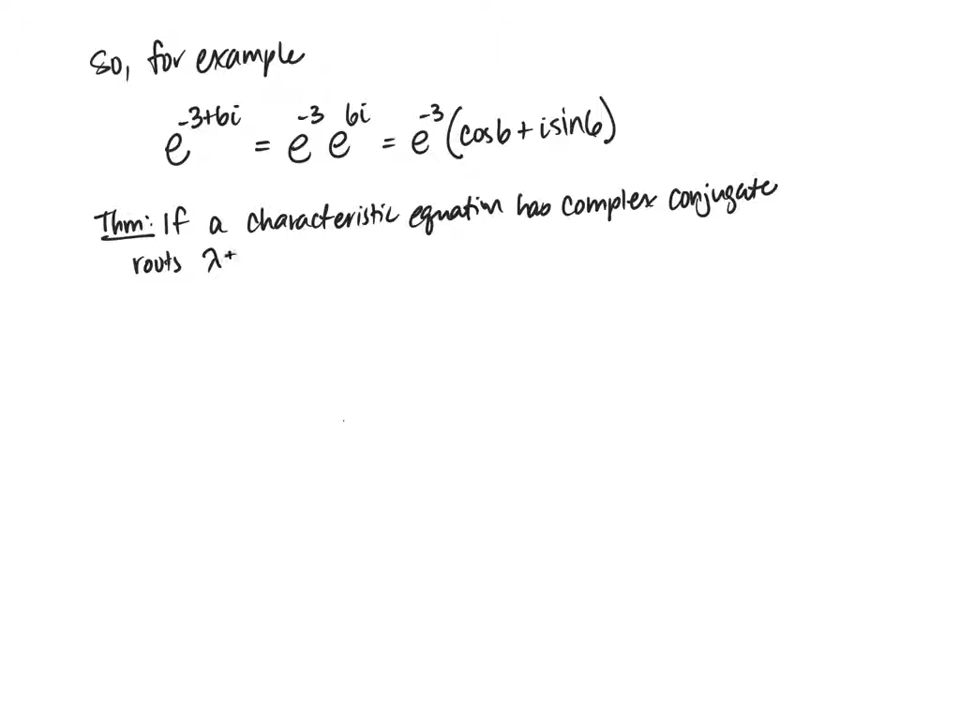 So, for example
e^{-3+6i} = e^{-3} e^{6i} = e^{-3}(cos6 + isin6)
Thm: If a characteristic equation has complex conjugate
roots λ+